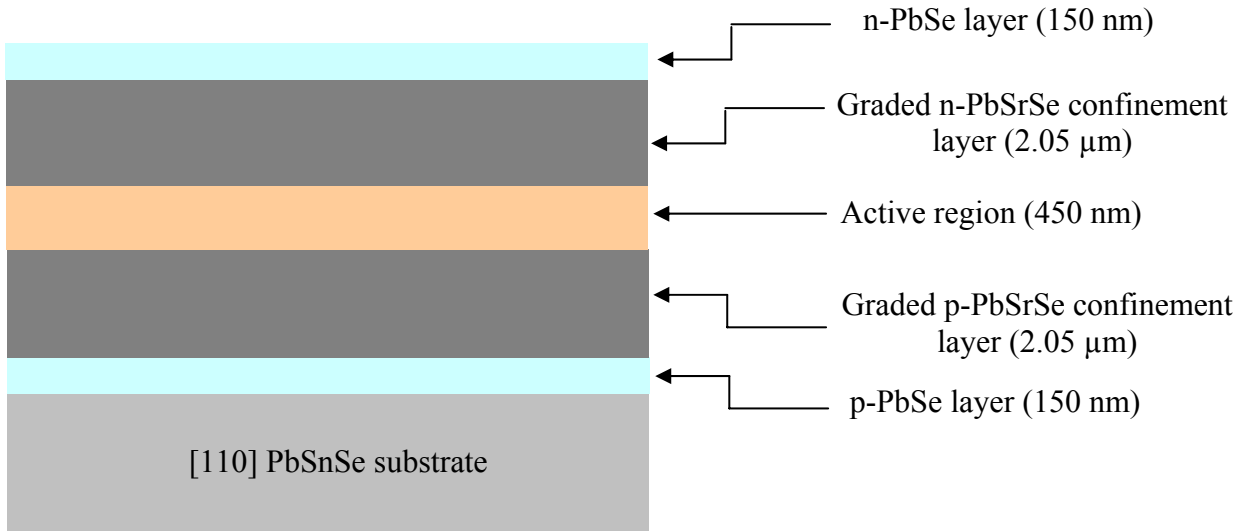 n-PbSe layer (150 nm)
Graded n-PbSrSe confinement
layer (2.05 µm)
Active region (450 nm)
Graded p-PbSrSe confinement
layer (2.05 µm)
p-PbSe layer (150 nm)
[110] PbSnSe substrate